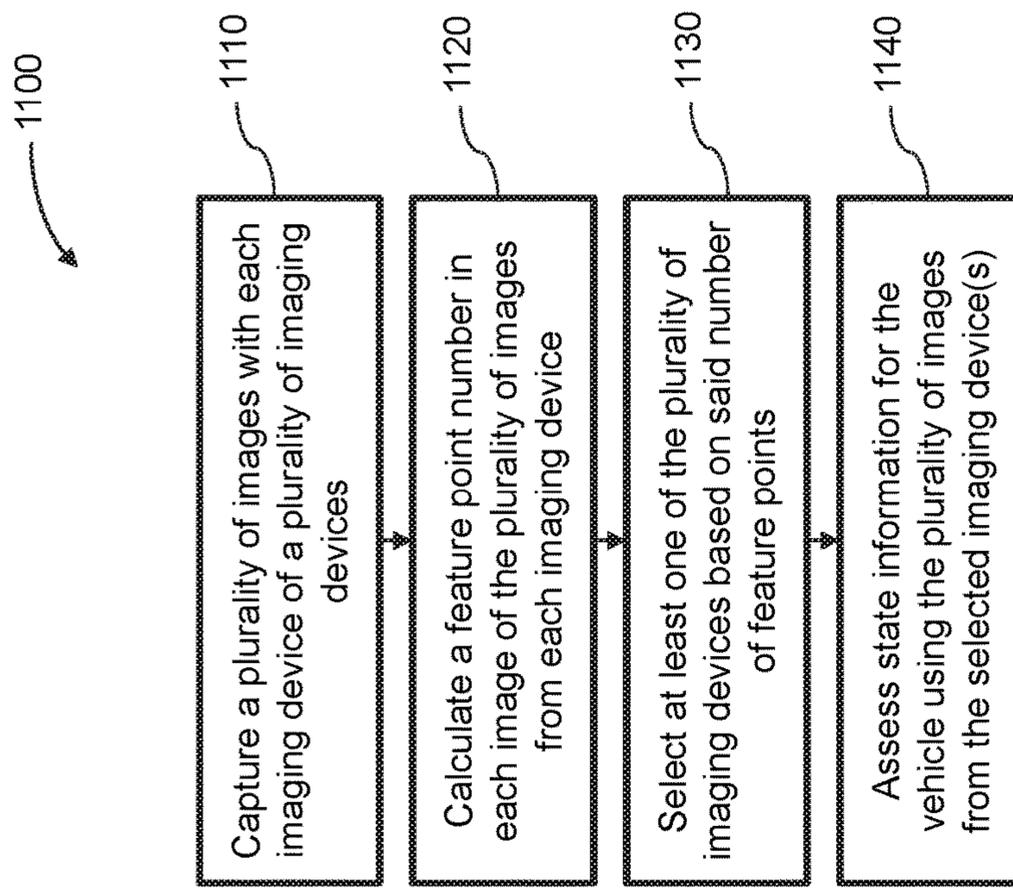 1100
Capture a plurality of images with each
imaging device of a plurality of imaging
devices
1110
Calculate a feature point number in
each image of the plurality of images
from each imaging device
1120
Select at least one of the plurality of
imaging devices based on said number
of feature points
1130
Assess state information for the
vehicle using the plurality of images
from the selected imaging device(s)
1140